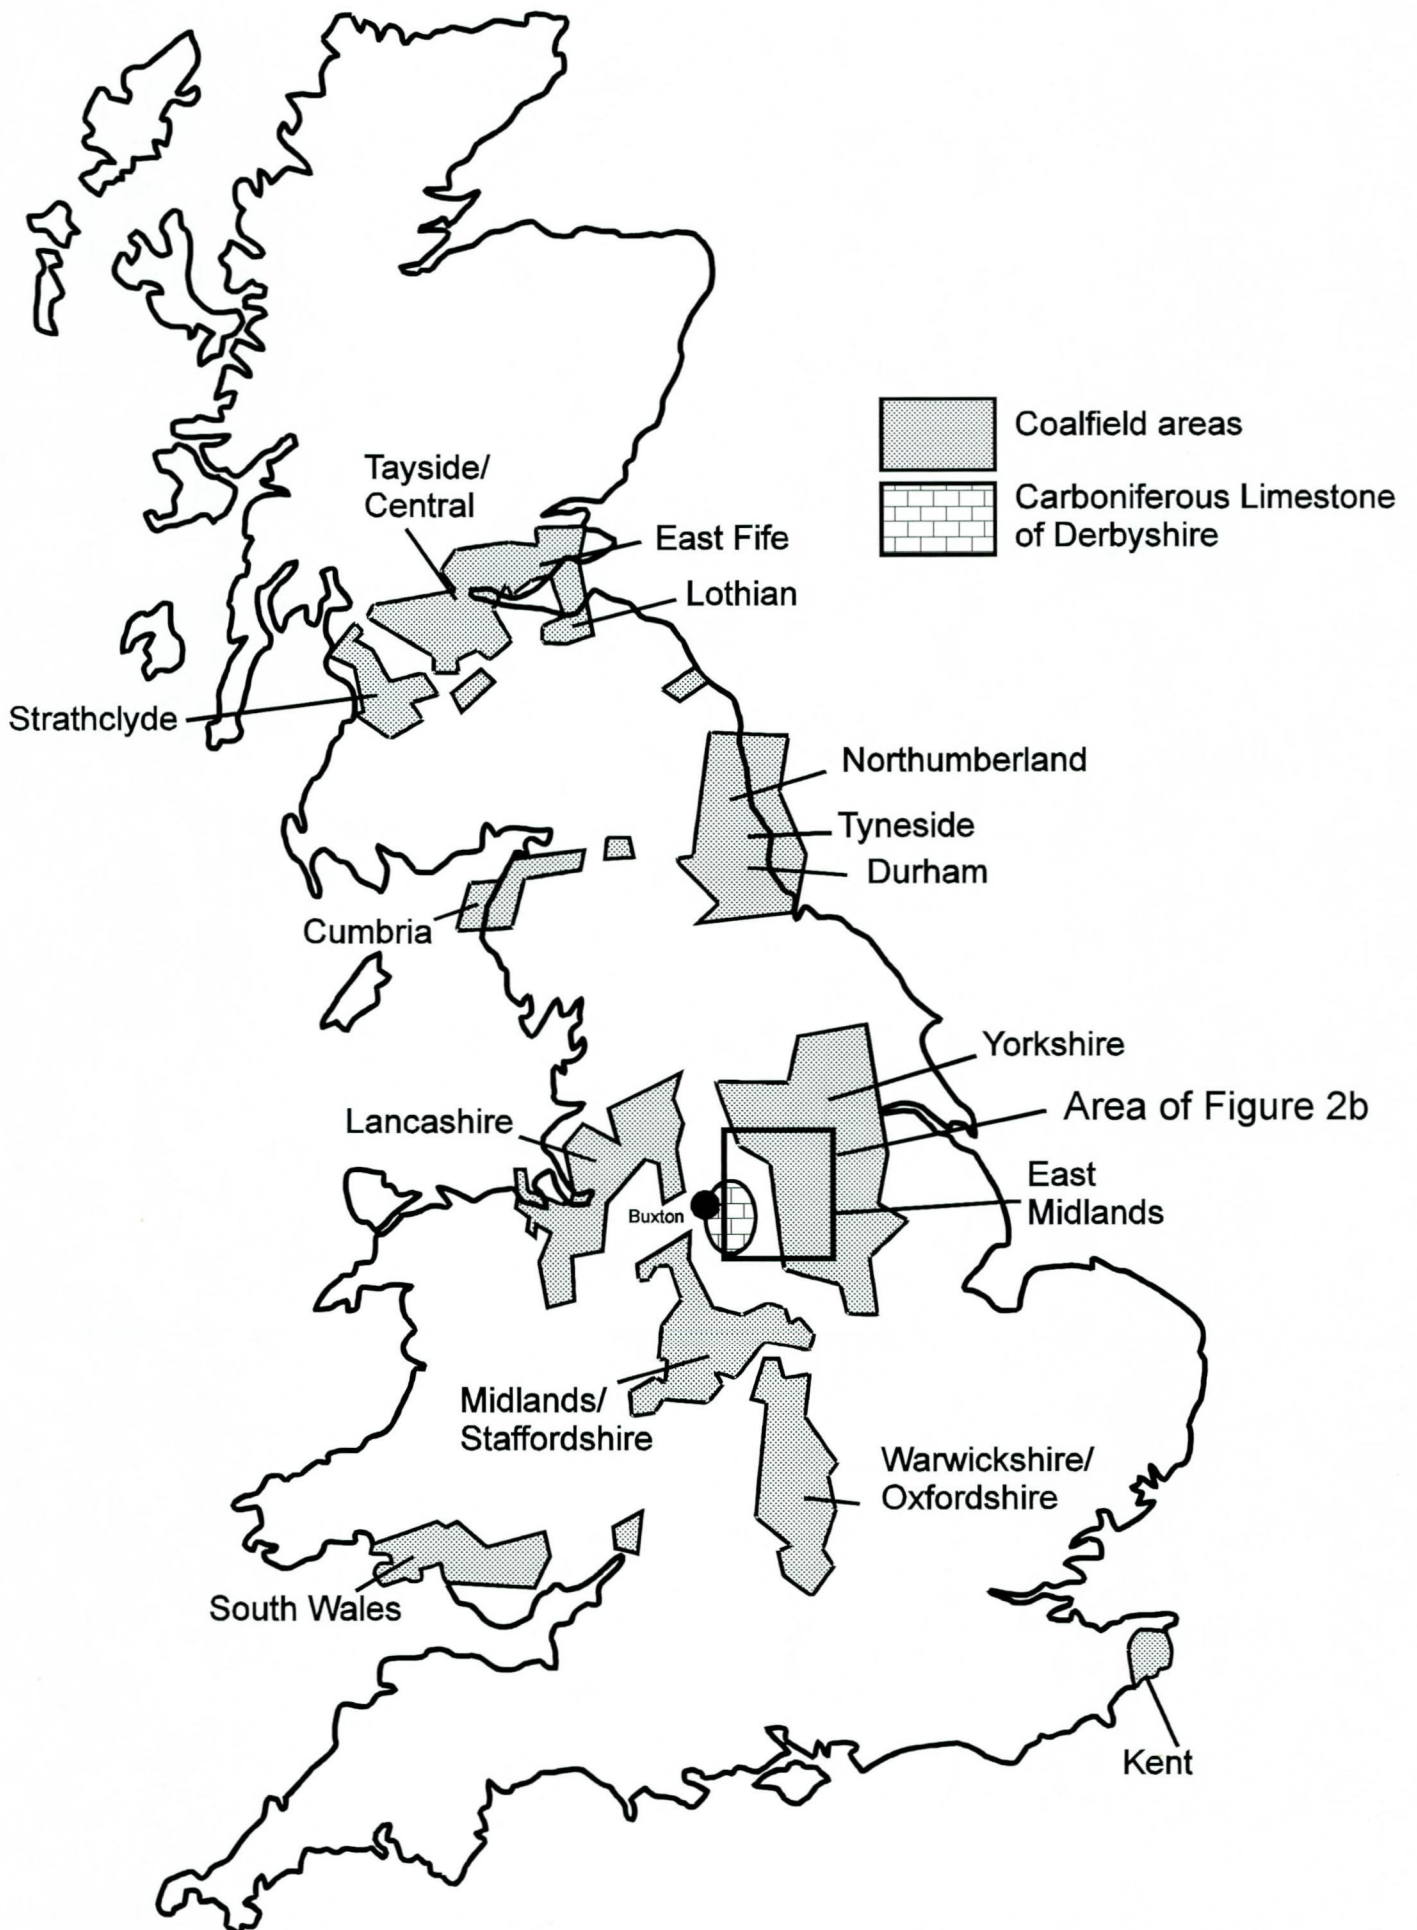 Coalfield areas
Carboniferous Limestone
of Derbyshire
Tayside/
Central
East Fife
Lothian
Strathclyde
Northumberland
Tyneside
Durham
Cumbria
Yorkshire
Area of Figure 2b
Lancashire
East
Midlands
Buxton
Midlands/
Staffordshire
Warwickshire/
Oxfordshire
South Wales
Kent